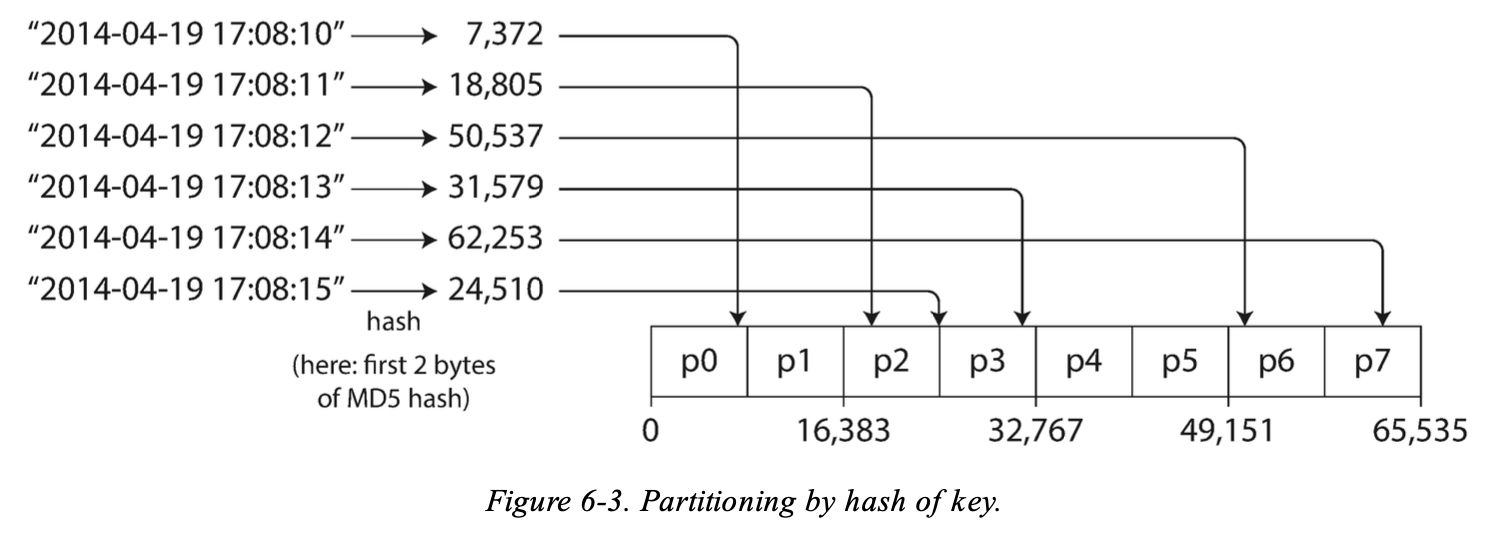 “2014-04-19 17:08:10” 7,372
“2014-04-19 17:08:11” 18,805
“2014-04-19 17:08:12” 50,537
“2014-04-19 17:08:13” 31,579
“2014-04-19 17:08:14” 62,253
“2014-04-19 17:08:15” 24,510
hash
(here: first 2 bytes
of MD5 hash)
p0 p1 p2 p3 p4 p5 p6 p7
0 16,383 32,767 49,151 65,535
Figure 6-3. Partitioning by hash of key.